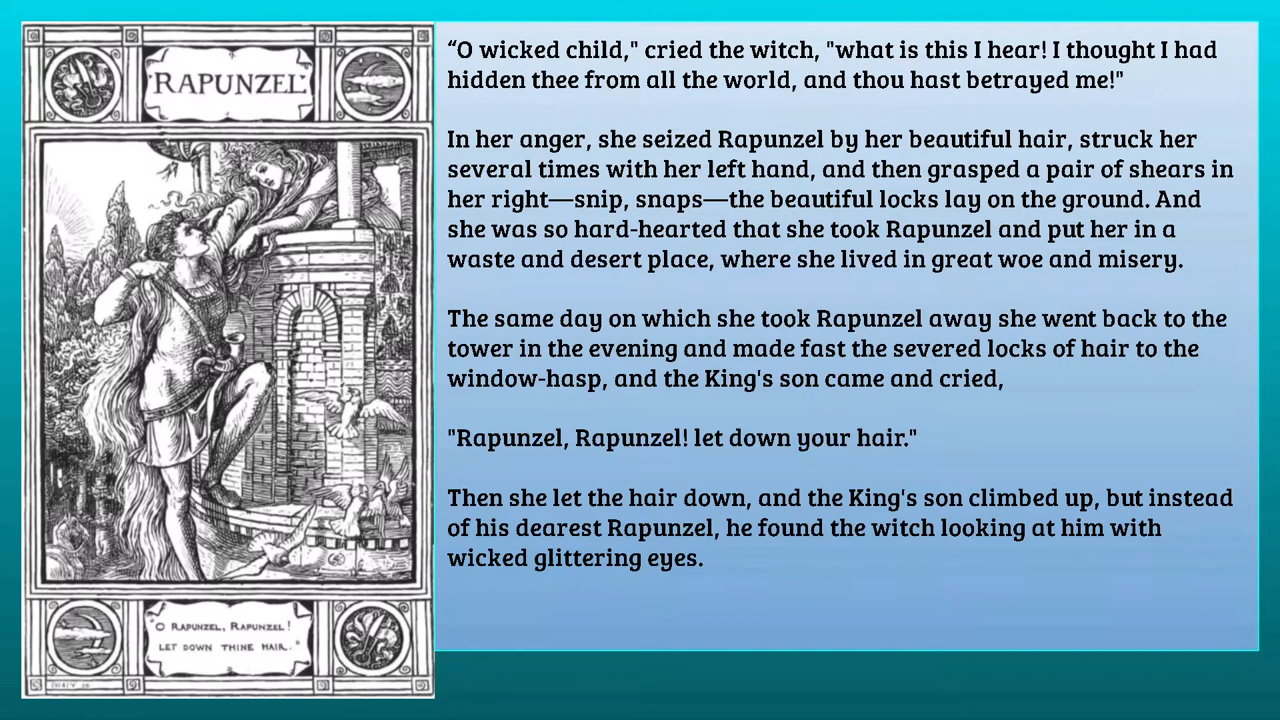 RAPUNZEL
"O RAPUNZEL, RAPUNZEL!
LET DOWN THINE HAIR."
“O wicked child," cried the witch, "what is this I hear! I thought I had
hidden thee from all the world, and thou hast betrayed me!"
In her anger, she seized Rapunzel by her beautiful hair, struck her
several times with her left hand, and then grasped a pair of shears in
her right—snip, snaps—the beautiful locks lay on the ground. And
she was so hard-hearted that she took Rapunzel and put her in a
waste and desert place, where she lived in great woe and misery.
The same day on which she took Rapunzel away she went back to the
tower in the evening and made fast the severed locks of hair to the
window-hasp, and the King's son came and cried,
"Rapunzel, Rapunzel! let down your hair."
Then she let the hair down, and the King's son climbed up, but instead
of his dearest Rapunzel, he found the witch looking at him with
wicked glittering eyes.